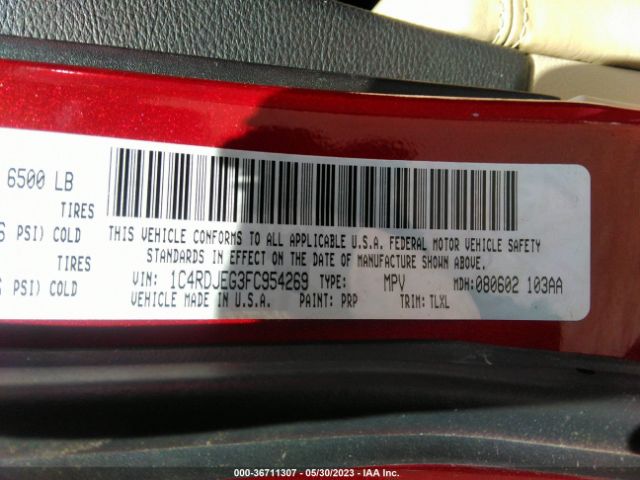 6500 LB
TIRES
PSI) COLD
TIRES
PSI) COLD
THIS VEHICLE CONFORMS TO ALL APPLICABLE U.S.A. FEDERAL MOTOR VEHICLE SAFETY
STANDARDS IN EFFECT ON THE DATE OF MANUFACTURE SHOWN ABOVE.
VIN: 1C4RDJEG3FC954269 TYPE: MPV MDH:080602 103AA
VEHICLE MADE IN U.S.A. PAINT: PRP TRIM: TLXL
000-36711307 - 05/30/2023 - IAA Inc.